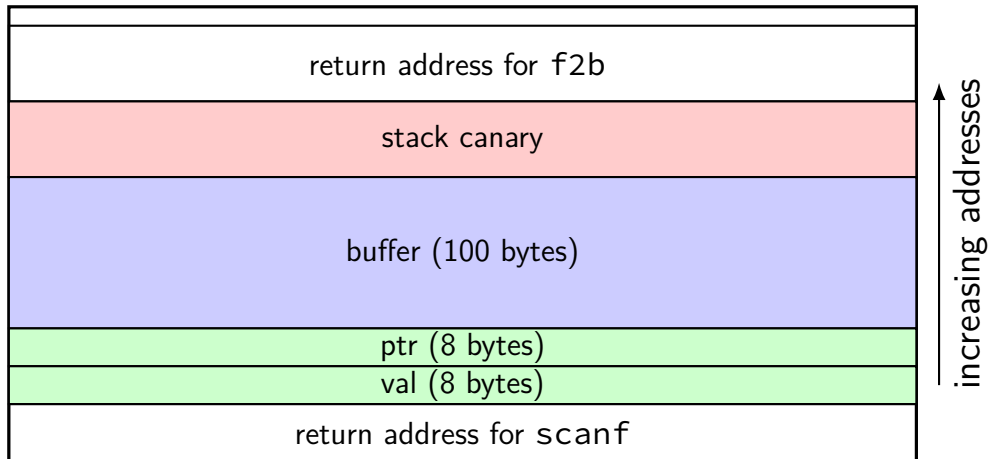 return address for f2b
stack canary
buffer (100 bytes)
ptr (8 bytes)
val (8 bytes)
return address for scanf
increasing addresses